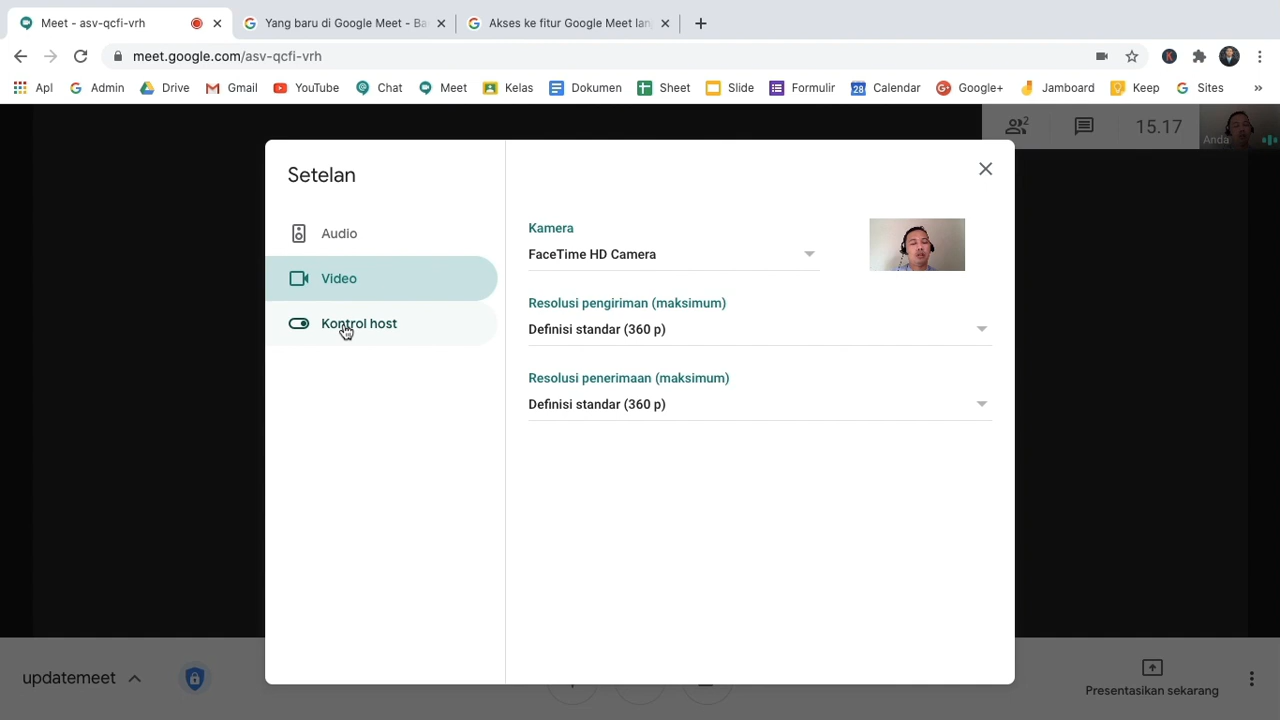 Meet - asv-qcfi-vrh
Yang baru di Google Meet - Ba
Akses ke fitur Google Meet lan
meet.google.com/asv-qcfi-vrh
Apl
Admin
Drive
Gmail
YouTube
Chat
Meet
Kelas
Dokumen
Sheet
Slide
Formulir
28
Calendar
Google+
Jamboard
Keep
Sites
»
2
15.17
Anda
Setelan
Audio
Video
Kontrol host
Kamera
FaceTime HD Camera
Resolusi pengiriman (maksimum)
Definisi standar (360 p)
Resolusi penerimaan (maksimum)
Definisi standar (360 p)
updatemeet
Presentasikan sekarang